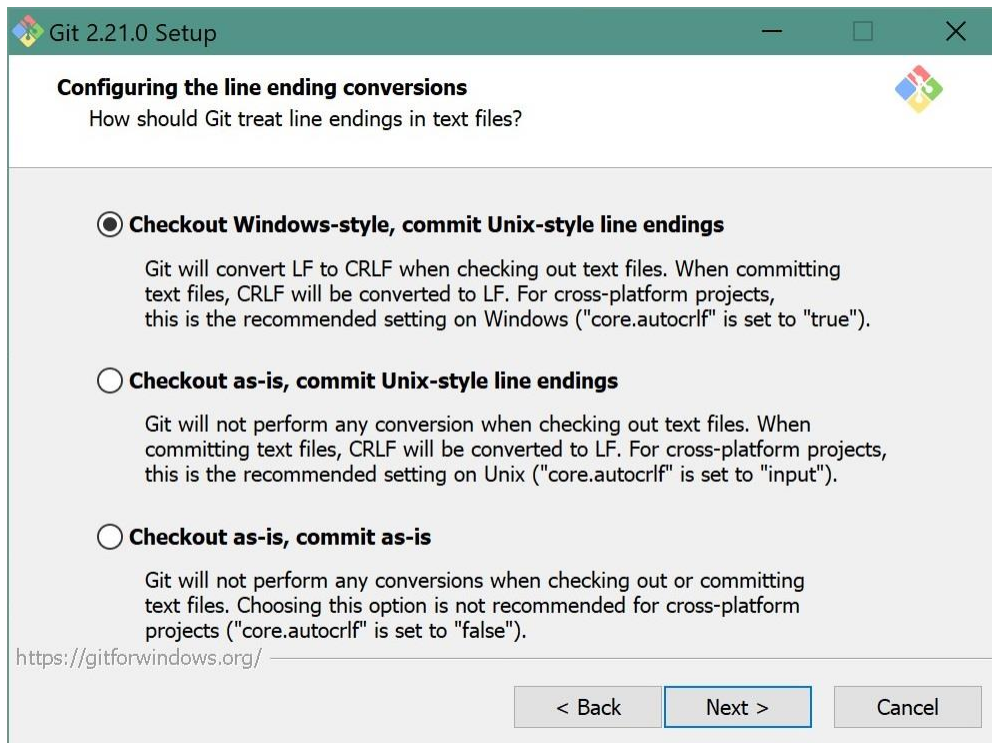 Git 2.21.0 Setup
Configuring the line ending conversions
How should Git treat line endings in text files?
Checkout Windows-style, commit Unix-style line endings
Git will convert LF to CRLF when checking out text files. When committing
text files, CRLF will be converted to LF. For cross-platform projects,
this is the recommended setting on Windows ("core.autocrlf" is set to "true").
Checkout as-is, commit Unix-style line endings
Git will not perform any conversion when checking out text files. When
committing text files, CRLF will be converted to LF. For cross-platform projects,
this is the recommended setting on Unix ("core.autocrlf" is set to "input").
Checkout as-is, commit as-is
Git will not perform any conversions when checking out or committing
text files. Choosing this option is not recommended for cross-platform
projects ("core.autocrlf" is set to "false").
https://gitforwindows.org/
< Back
Next >
Cancel